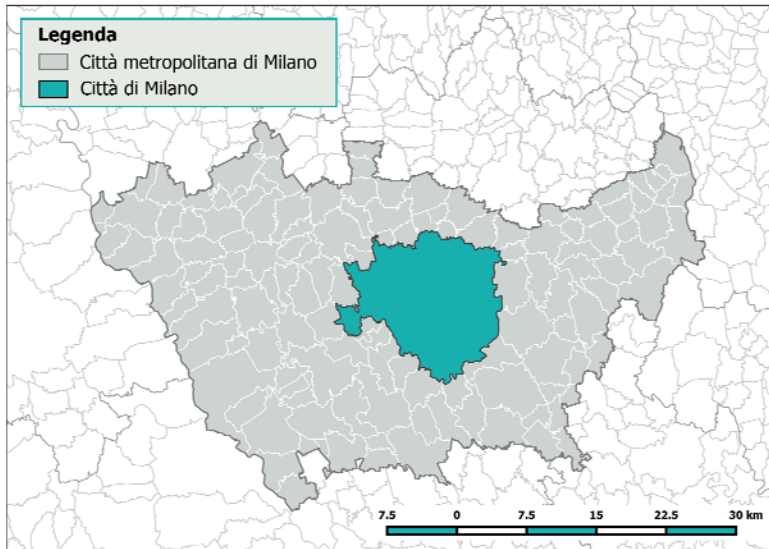 Legenda
Città metropolitana di Milano
Città di Milano
7.5 0 7.5 15 22.5 30 km